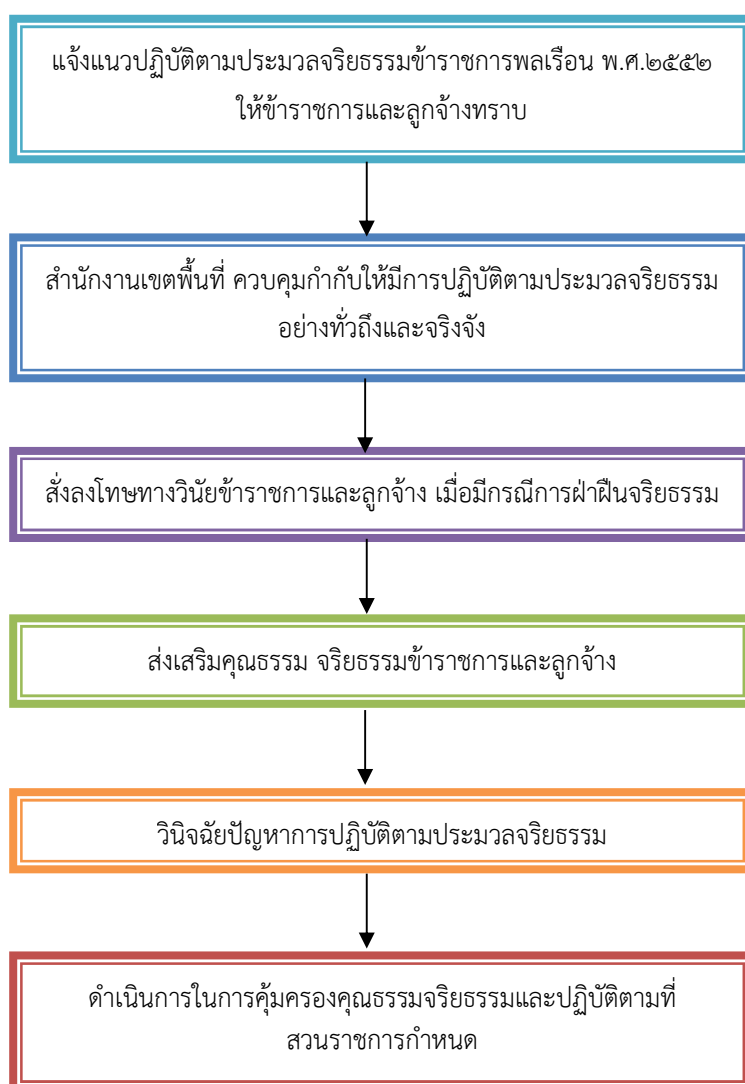 แจ้งแนวปฏิบัติตามประมวลจริยธรรมข้าราชการพลเรือน พ.ศ.๒๕๕๒
ให้ข้าราชการและลูกจ้างทราบ
สำนักงานเขตพื้นที่ ควบคุมกำกับให้มีการปฏิบัติตามประมวลจริยธรรม
อย่างทั่วถึงและจริงจัง
สั่งลงโทษทางวินัยข้าราชการและลูกจ้าง เมื่อมีกรณีการฝ่าฝืนจริยธรรม
ส่งเสริมคุณธรรม จริยธรรมข้าราชการและลูกจ้าง
วินิจฉัยปัญหาการปฏิบัติตามประมวลจริยธรรม
ดำเนินการในการคุ้มครองคุณธรรมจริยธรรมและปฏิบัติตามที่
สวนราชการกำหนด